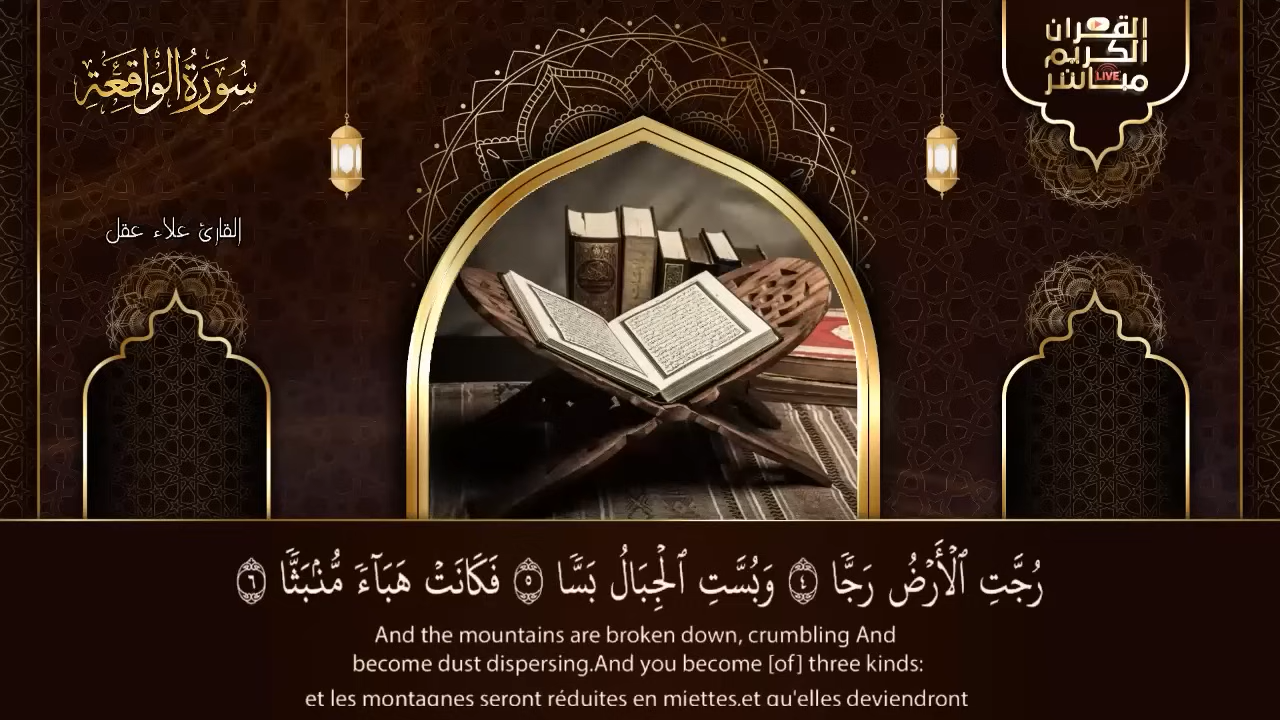 سُورَةُ الْوَاقِعَة
القرآن
الكريم
مباشر
LIVE
القارئ علاء عقل
رُجَّتِ ٱلْأَرْضُ رَجًّا ٤ وَبُسَّتِ ٱلْجِبَالُ بَسًّا ٥ فَكَانَتْ هَبَآءً مُّنۢبَثًّا ٦
And the mountains are broken down, crumbling And
become dust dispersing.And you become [of] three kinds:
et les montagnes seront réduites en miettes.et qu'elles deviendront